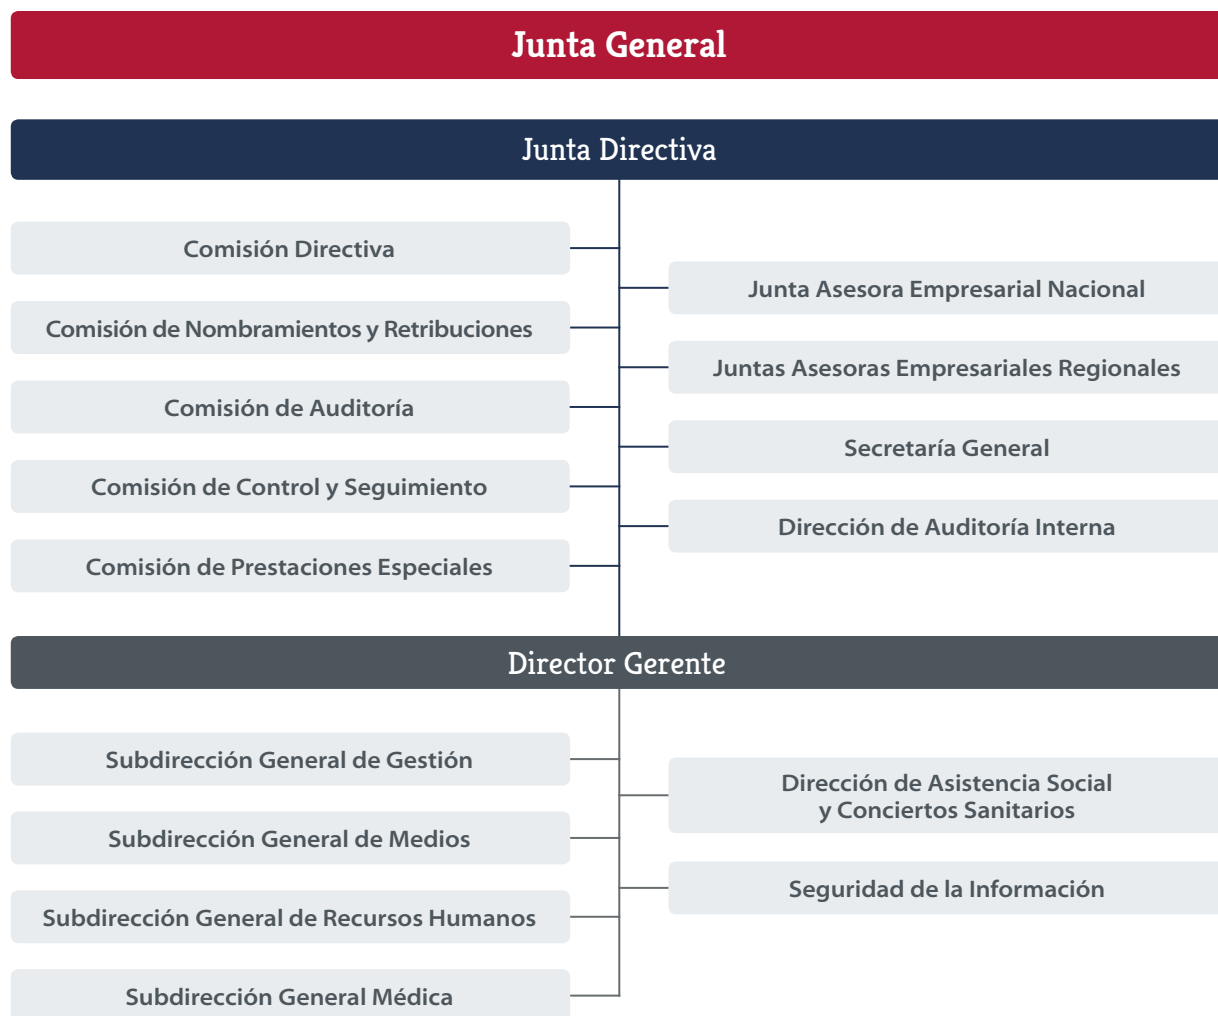 Junta General
Junta Directiva
Comisión Directiva
Junta Asesora Empresarial Nacional
Comisión de Nombramientos y Retribuciones
Juntas Asesoras Empresariales Regionales
Comisión de Auditoría
Secretaría General
Comisión de Control y Seguimiento
Dirección de Auditoría Interna
Comisión de Prestaciones Especiales
Director Gerente
Subdirección General de Gestión
Dirección de Asistencia Social
y Conciertos Sanitarios
Subdirección General de Medios
Seguridad de la Información
Subdirección General de Recursos Humanos
Subdirección General Médica